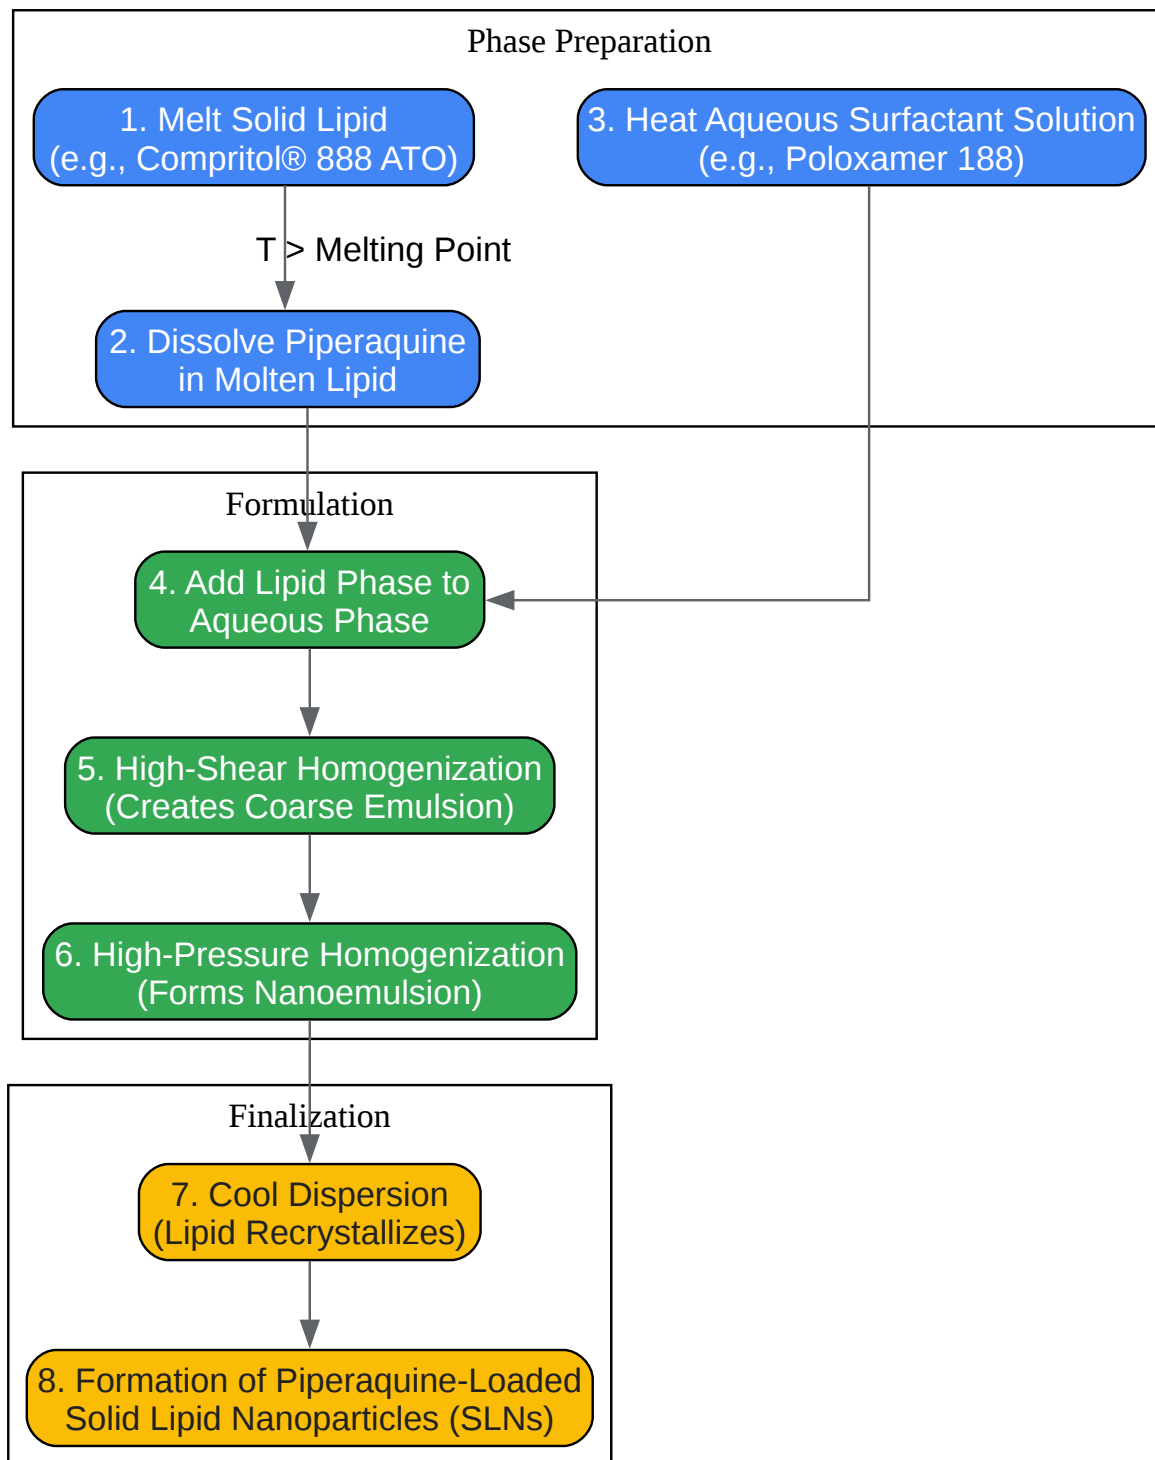 Phase Preparation
1. Melt Solid Lipid
(e.g., Compritol® 888 ATO)
3. Heat Aqueous Surfactant Solution
(e.g., Poloxamer 188)
T > Melting Point
2. Dissolve Piperaquine
in Molten Lipid
Formulation
4. Add Lipid Phase to
Aqueous Phase
5. High-Shear Homogenization
(Creates Coarse Emulsion)
6. High-Pressure Homogenization
(Forms Nanoemulsion)
Finalization
7. Cool Dispersion
(Lipid Recrystallizes)
8. Formation of Piperaquine-Loaded
Solid Lipid Nanoparticles (SLNs)